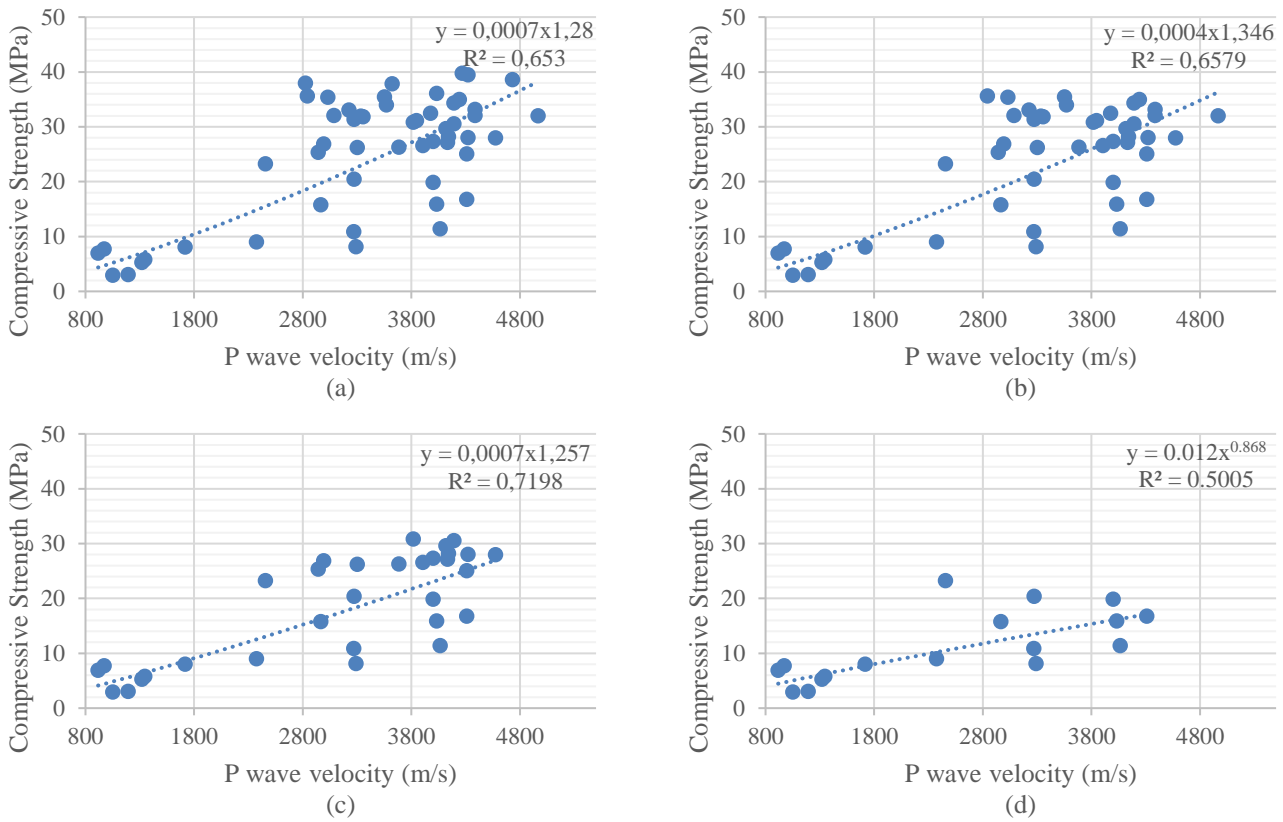 y = 0,0007x1,28
R² = 0,653
50
40
30
20
10
0
Compressive Strength (MPa)
800 1800 2800 3800 4800
P wave velocity (m/s)
(a)
y = 0,0004x1,346
R² = 0,6579
50
40
30
20
10
0
Compressive Strength (MPa)
800 1800 2800 3800 4800
P wave velocity (m/s)
(b)
y = 0,0007x1,257
R² = 0,7198
50
40
30
20
10
0
Compressive Strength (MPa)
800 1800 2800 3800 4800
P wave velocity (m/s)
(c)
y = 0.012x^0.868
R² = 0.5005
50
40
30
20
10
0
Compressive Strength (MPa)
800 1800 2800 3800 4800
P wave velocity (m/s)
(d)